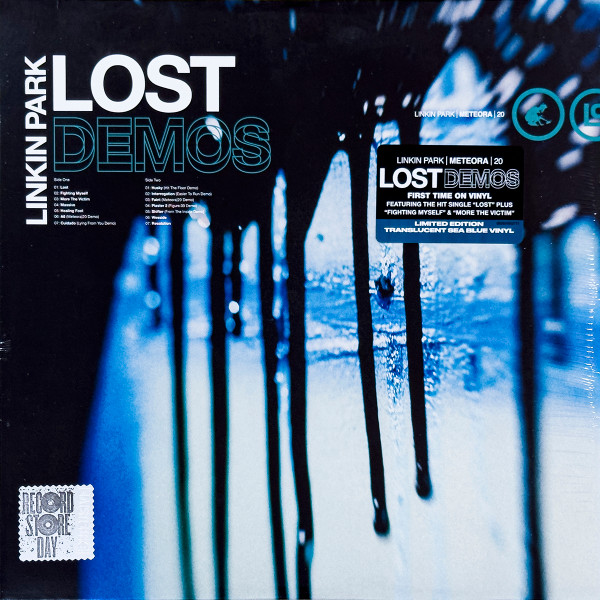 LINKIN PARK
LOST
DEMOS
Side One
01: Lost
02: Fighting Myself
03: More The Victim
04: Massive
05: Healing Foot
06: A6 (Meteora|20 Demo)
07: Cuidado (Lying From You Demo)
Side Two
01: Husky (Hit The Floor Demo)
02: Interrogation (Easier To Run Demo)
03: Faint (Meteora|20 Demo)
04: Plaster 2 (Figure.09 Demo)
05: Shifter (From The Inside Demo)
06: Wesside
07: Resolution
LINKIN PARK | METEORA | 20
LINKIN PARK | METEORA | 20
LOST DEMOS
FIRST TIME ON VINYL
FEATURING THE HIT SINGLE "LOST" PLUS
"FIGHTING MYSELF" & "MORE THE VICTIM"
LIMITED EDITION
TRANSLUCENT SEA BLUE VINYL
RECORD
STORE
DAY